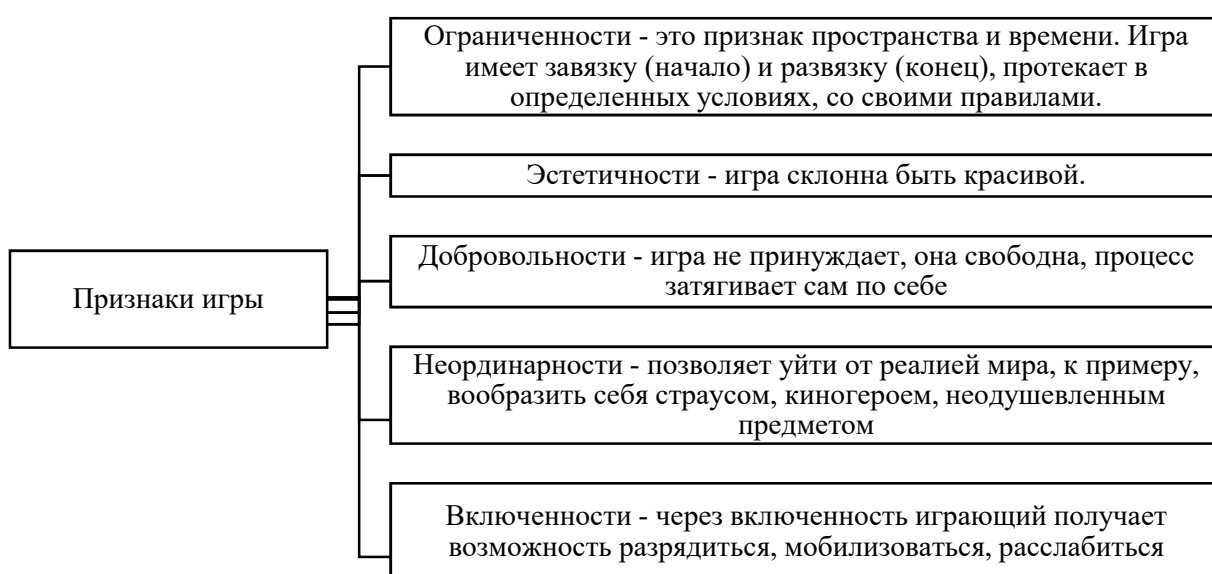 Признаки игры
Ограниченности - это признак пространства и времени. Игра
имеет завязку (начало) и развязку (конец), протекает в
определенных условиях, со своими правилами.
Эстетичности - игра склонна быть красивой.
Добровольности - игра не принуждает, она свободна, процесс
затягивает сам по себе
Неординарности - позволяет уйти от реалией мира, к примеру,
вообразить себя страусом, киногероем, неодушевленным
предметом
Включенности - через включенность играющий получает
возможность разрядиться, мобилизоваться, расслабиться